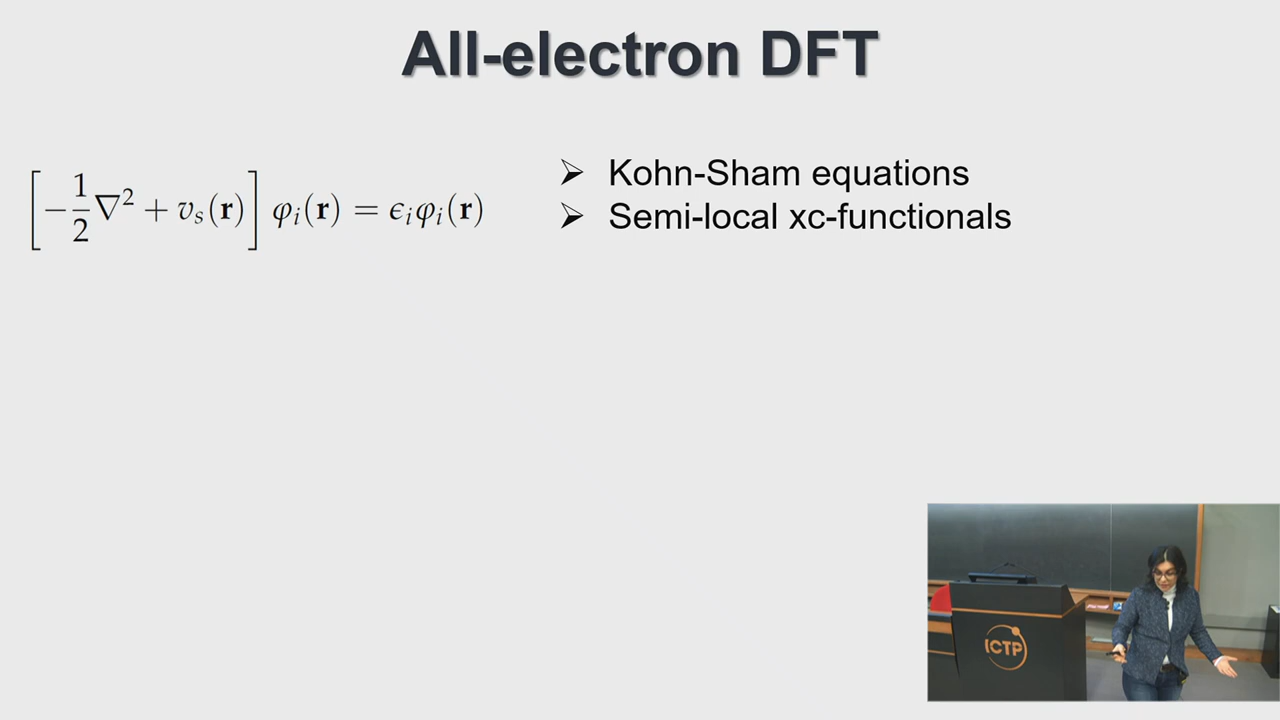 All-electron DFT
[-1/2 ∇² + v_s(r)] φ_i(r) = ϵ_i φ_i(r)
➢ Kohn-Sham equations
➢ Semi-local xc-functionals
ICTP